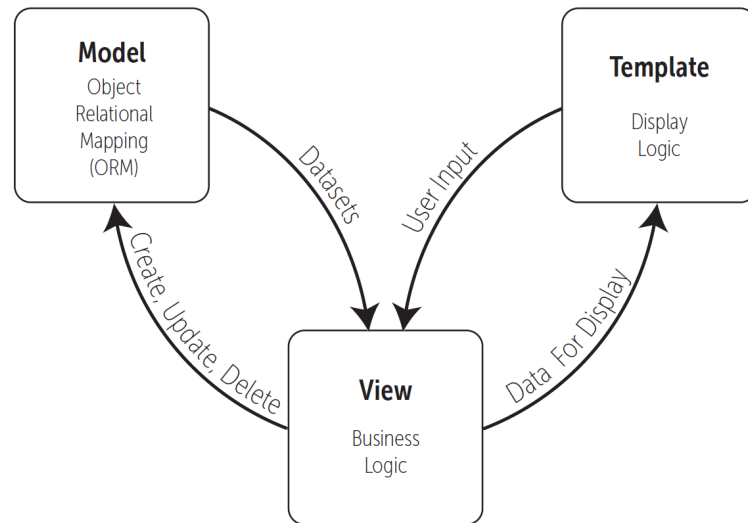 Model
Object
Relational
Mapping
(ORM)
Template
Display
Logic
Datasets
User Input
Create, Update, Delete
Data For Display
View
Business
Logic